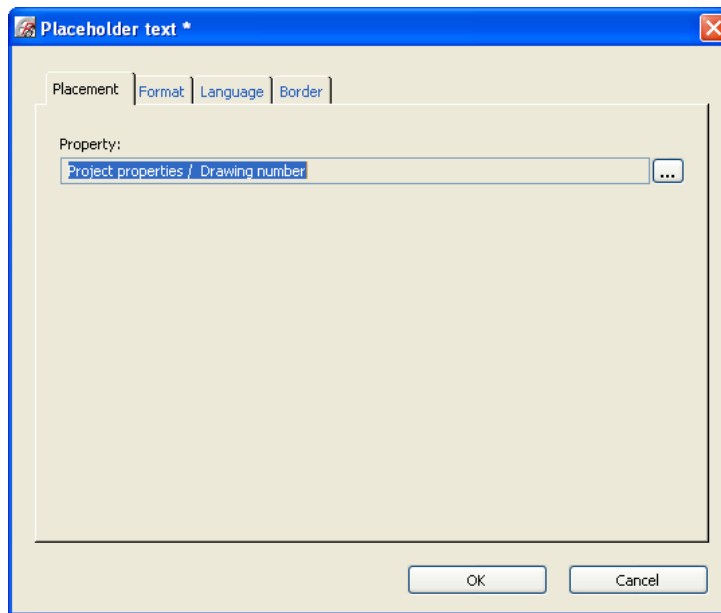 Placeholder text *
Placement Format Language Border
Property:
Project properties / Drawing number
...
OK Cancel